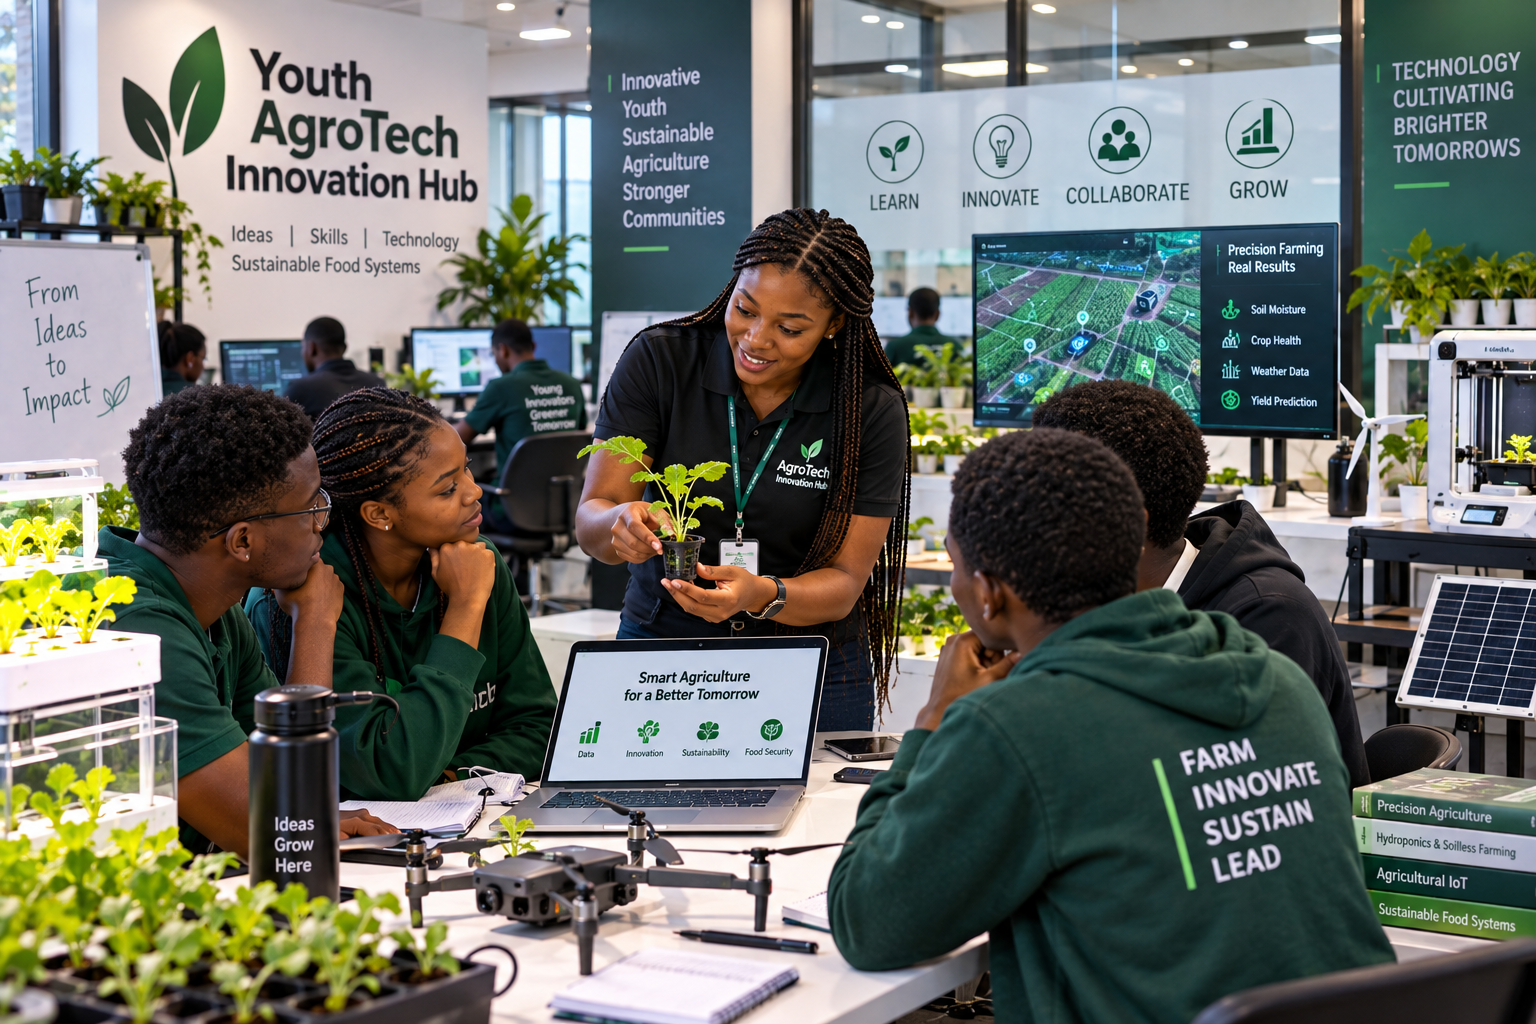 Youth
AgroTech
Innovation Hub
Ideas | Skills | Technology
Sustainable Food Systems
From
Ideas
to
Impact
Innovative
Youth
Sustainable
Agriculture
Stronger
Communities
LEARN
INNOVATE
COLLABORATE
GROW
TECHNOLOGY
CULTIVATING
BRIGHTER
TOMORROWS
Precision Farming
Real Results
Soil Moisture
Crop Health
Weather Data
Yield Prediction
Young
Innovators
Greener
Tomorrow
AgroTech
Innovation Hub
Smart Agriculture
for a Better Tomorrow
Data
Innovation
Sustainability
Food Security
Ideas
Grow
Here
FARM
INNOVATE
SUSTAIN
LEAD
Precision Agriculture
Hydroponics & Soilless Farming
Agricultural IoT
Sustainable Food Systems